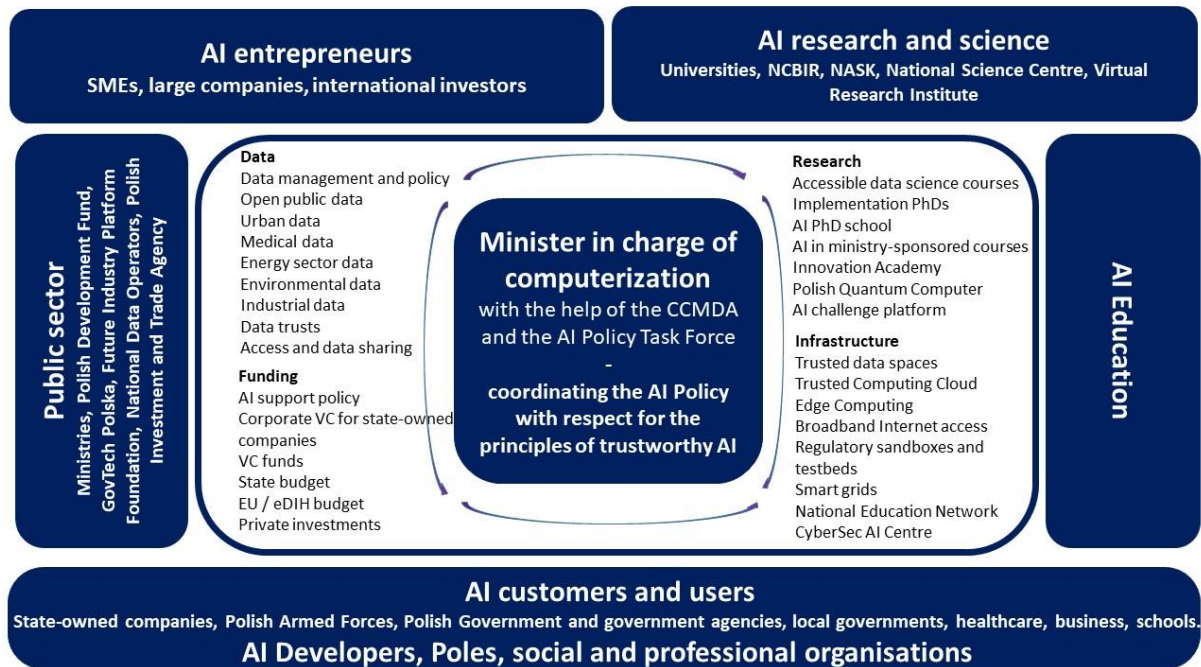 AI entrepreneurs
SMEs, large companies, international investors
AI research and science
Universities, NCBIR, NASK, National Science Centre, Virtual
Research Institute
Public sector
Ministries, Polish Development Fund,
GovTech Polska, Future Industry Platform
Foundation, National Data Operators, Polish
Investment and Trade Agency
Data
Data management and policy
Open public data
Urban data
Medical data
Energy sector data
Environmental data
Industrial data
Data trusts
Access and data sharing
Funding
AI support policy
Corporate VC for state-owned
companies
VC funds
State budget
EU / eDIH budget
Private investments
Minister in charge of
computerization
with the help of the CCMDA
and the AI Policy Task Force
-
coordinating the AI Policy
with respect for the
principles of trustworthy AI
Research
Accessible data science courses
Implementation PhDs
AI PhD school
AI in ministry-sponsored courses
Innovation Academy
Polish Quantum Computer
AI challenge platform
Infrastructure
Trusted data spaces
Trusted Computing Cloud
Edge Computing
Broadband Internet access
Regulatory sandboxes and
testbeds
Smart grids
National Education Network
CyberSec AI Centre
AI Education
AI customers and users
State-owned companies, Polish Armed Forces, Polish Government and government agencies, local governments, healthcare, business, schools.
AI Developers, Poles, social and professional organisations